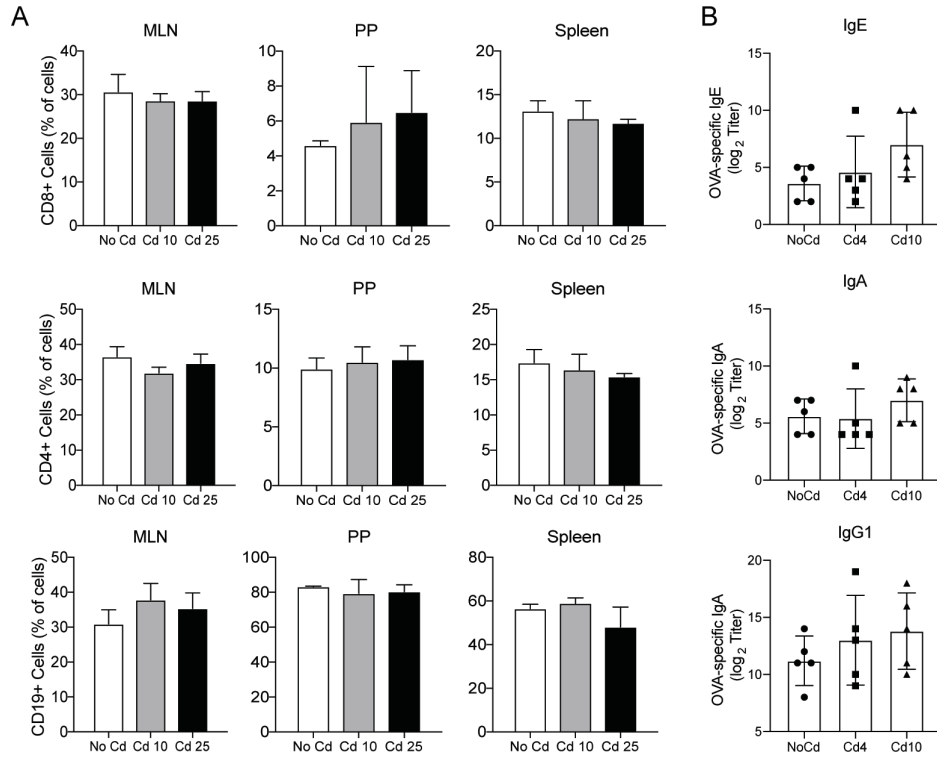 A
B
MLN
PP
Spleen
IgE
CD8+ Cells (% of cells)
40
30
20
10
0
No Cd Cd 10 Cd 25
10
8
6
4
2
0
No Cd Cd 10 Cd 25
20
15
10
5
0
No Cd Cd 10 Cd 25
OVA-specific IgE
(log2 Titer)
15
10
5
0
NoCd Cd4 Cd10
MLN
PP
Spleen
IgA
CD4+ Cells (% of cells)
50
40
30
20
10
0
No Cd Cd 10 Cd 25
15
10
5
0
No Cd Cd 10 Cd 25
25
20
15
10
5
0
No Cd Cd 10 Cd 25
OVA-specific IgA
(log2 Titer)
15
10
5
0
NoCd Cd4 Cd10
MLN
PP
Spleen
IgG1
CD19+ Cells (% of cells)
50
40
30
20
10
0
No Cd Cd 10 Cd 25
100
80
60
40
20
0
No Cd Cd 10 Cd 25
80
60
40
20
0
No Cd Cd 10 Cd 25
OVA-specific IgA
(log2 Titer)
20
15
10
5
NoCd Cd4 Cd10